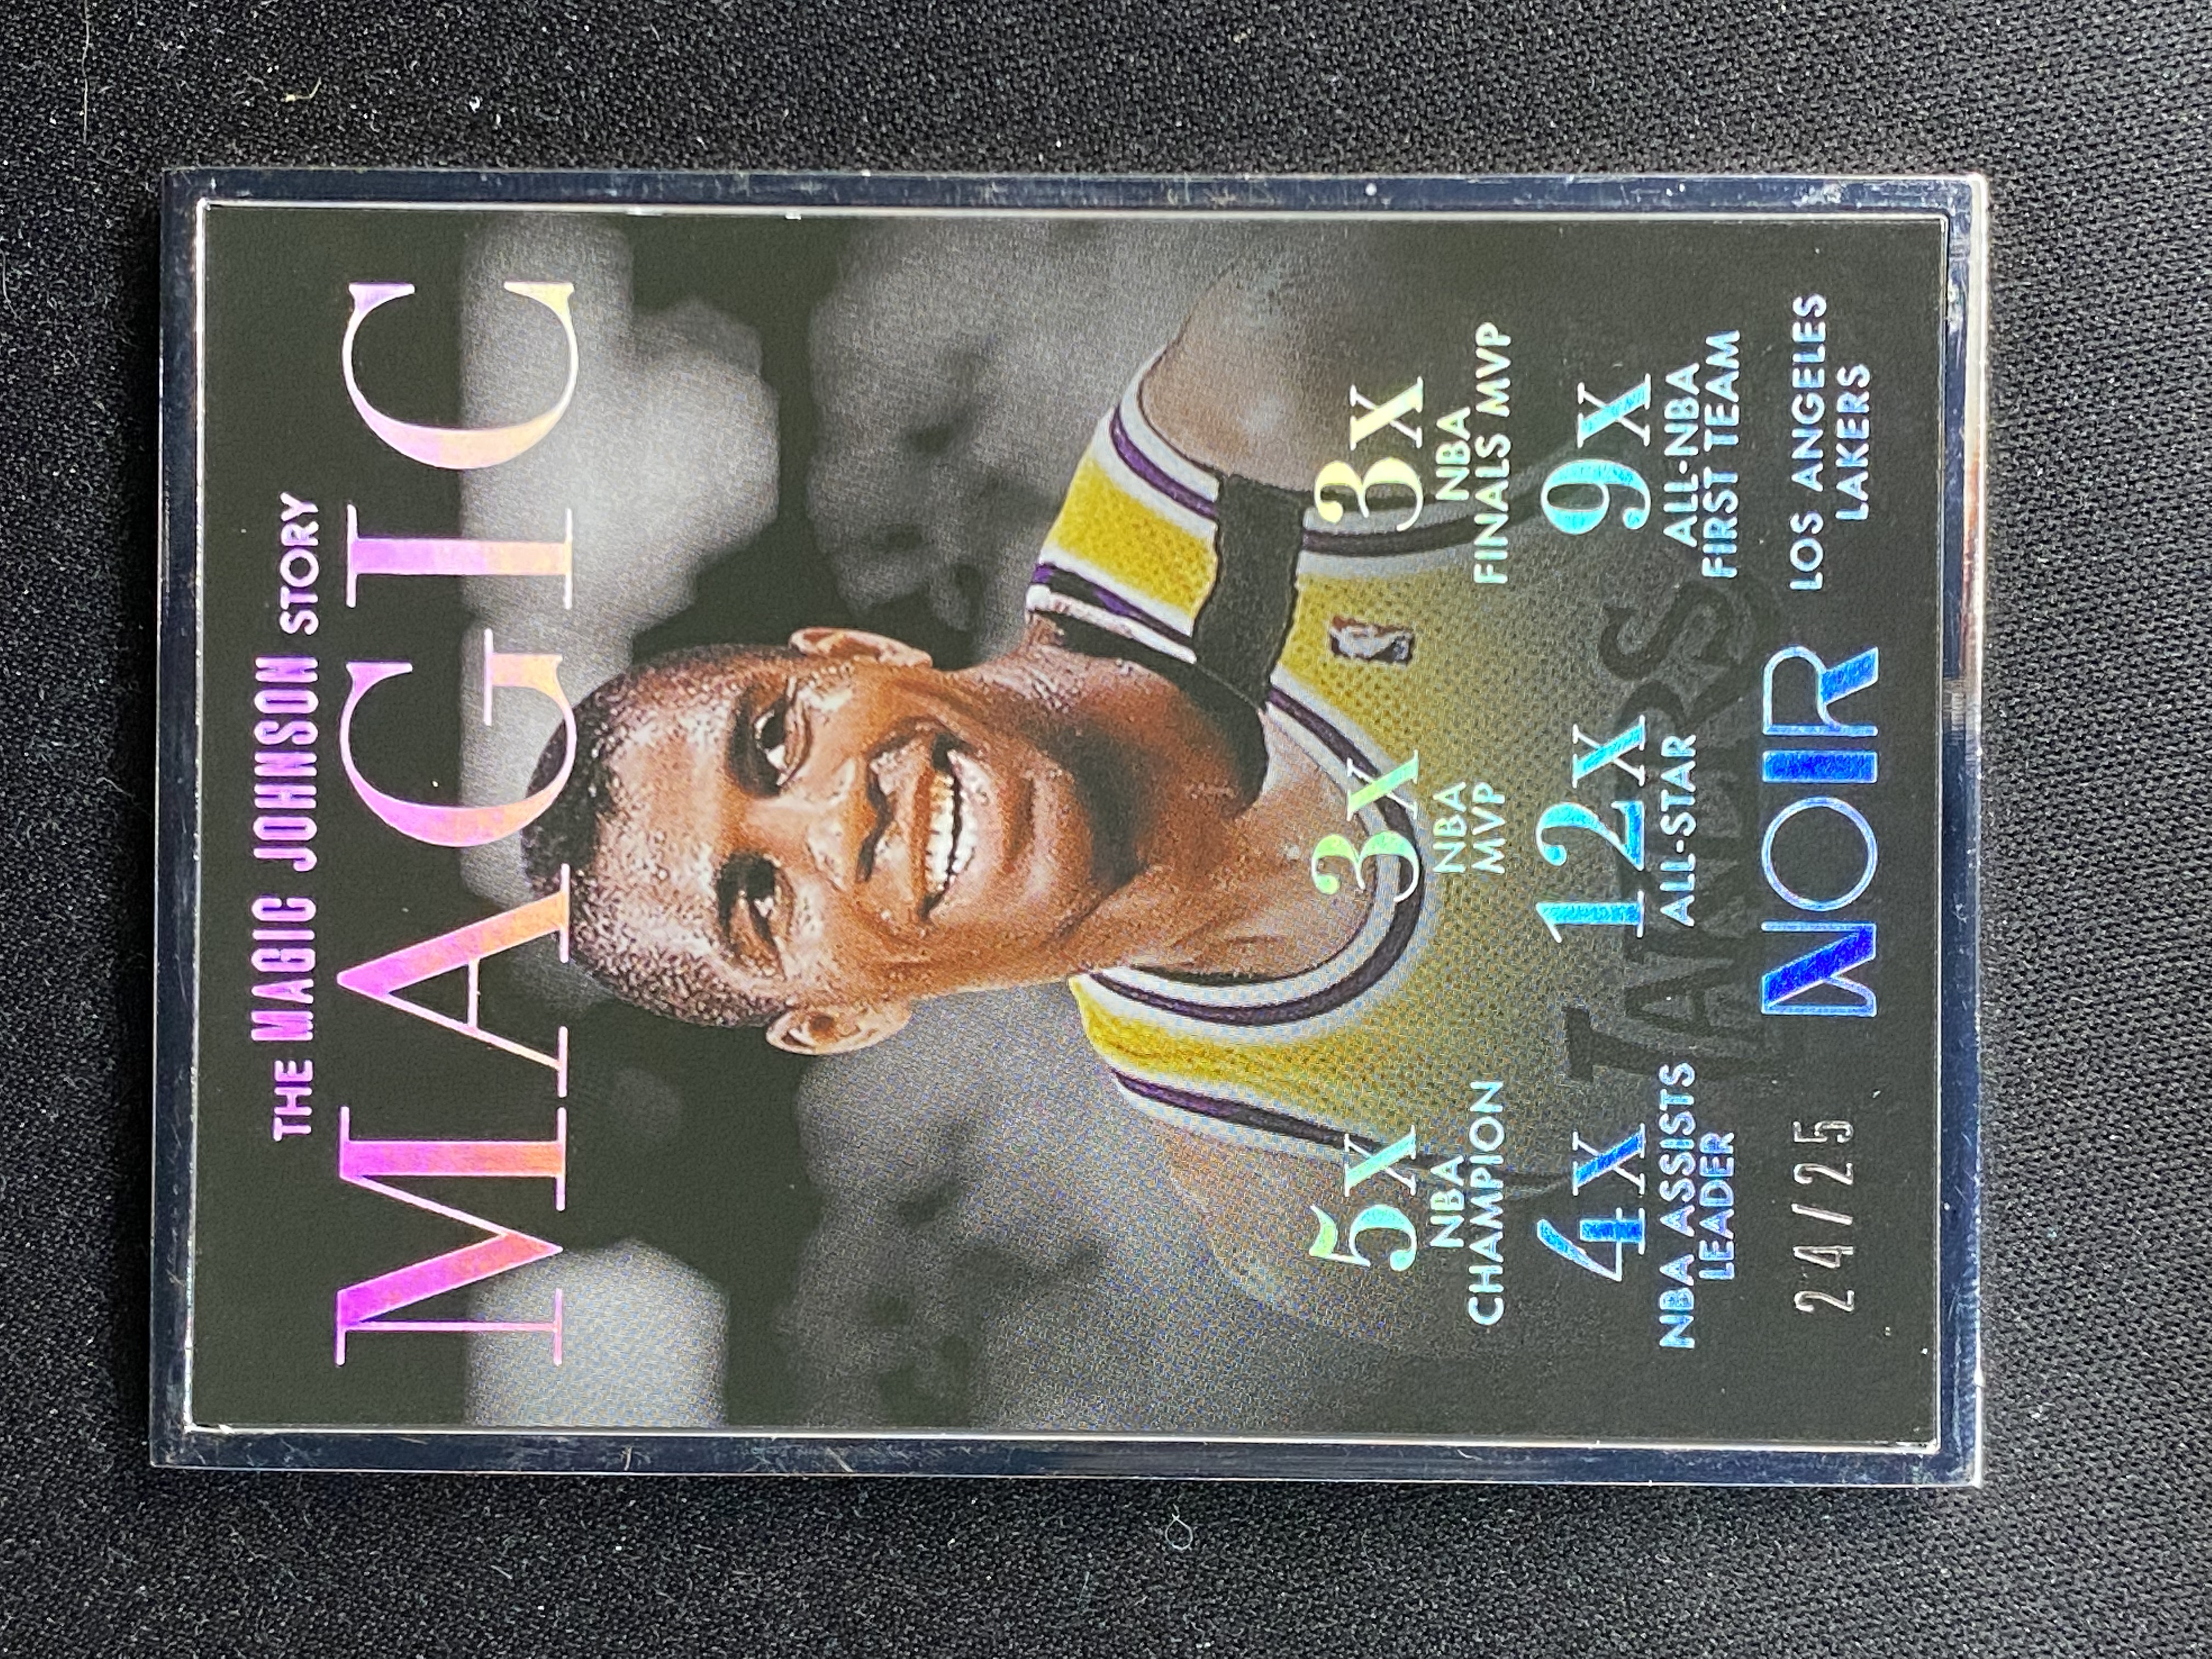 THE MAGIC JOHNSON STORY
MAGIC
5X
NBA
CHAMPION
3X
NBA
MVP
3X
NBA
FINALS MVP
4X
NBA ASSISTS
LEADER
12X
ALL-STAR
9X
ALL-NBA
FIRST TEAM
24/25
NOIR
LOS ANGELES
LAKERS